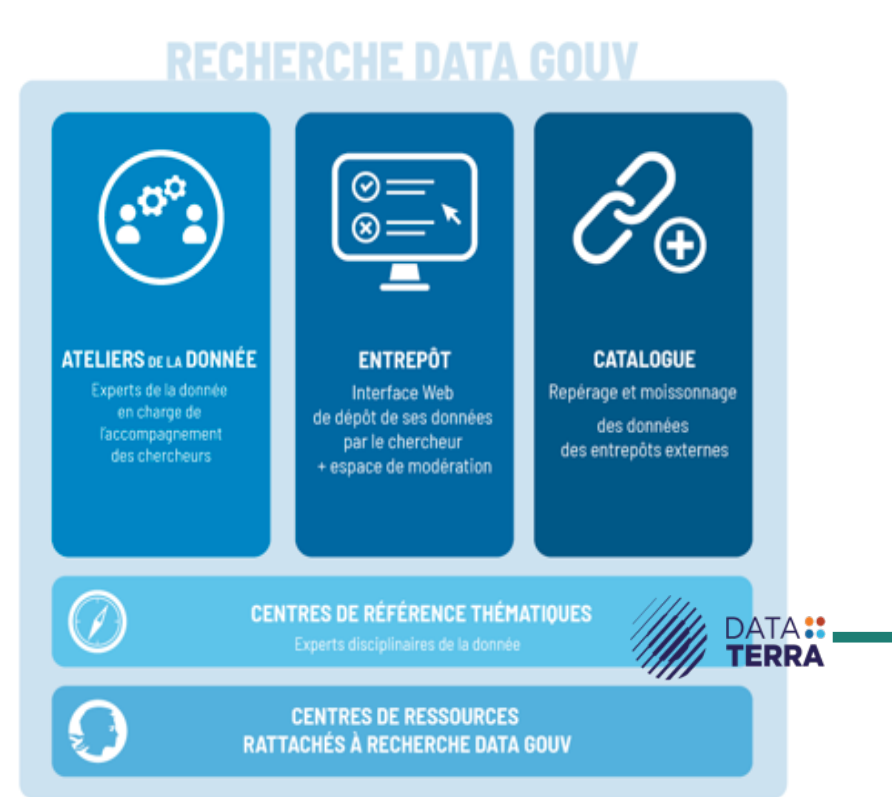 RECHERCHE DATA GOUV
ATELIERS DE LA DONNÉE
Experts de la donnée
en charge de
l'accompagnement
des chercheurs
ENTREPÔT
Interface Web
de dépôt de ses données
par le chercheur
+ espace de modération
CATALOGUE
Repérage et moissonnage
des données
des entrepôts externes
CENTRES DE RÉFÉRENCE THÉMATIQUES
Experts disciplinaires de la donnée
DATA
TERRA
CENTRES DE RESSOURCES
RATTACHÉS À RECHERCHE DATA GOUV